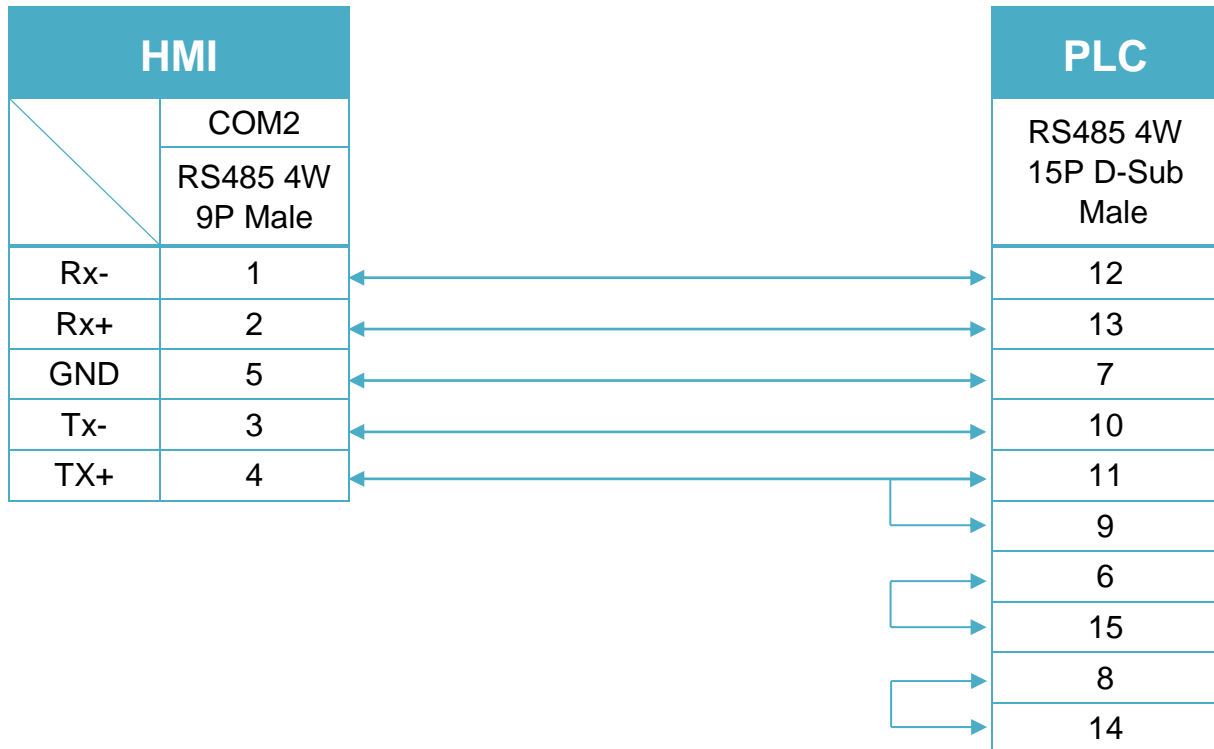 HMI
PLC
COM2
RS485 4W
9P Male
RS485 4W
15P D-Sub
Male
Rx- 1 12
Rx+ 2 13
GND 5 7
Tx- 3 10
TX+ 4 11
9
6
15
8
14